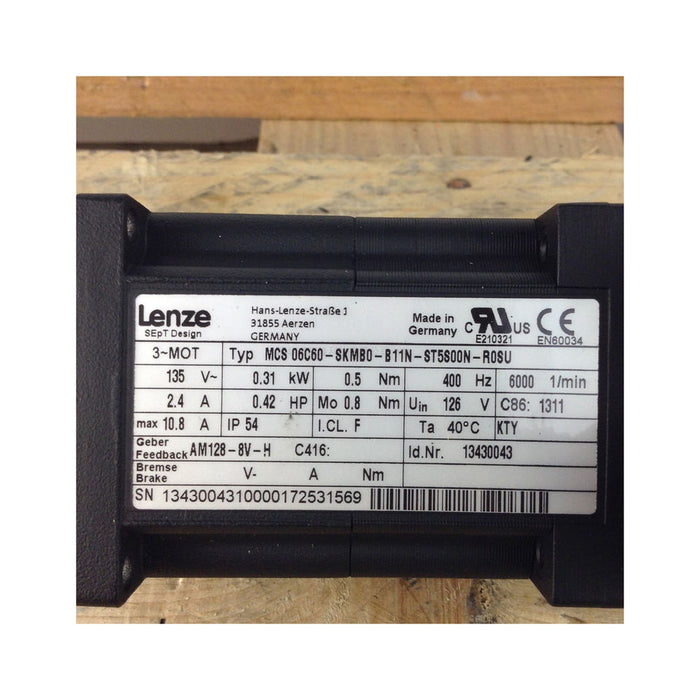 Lenze
SEpT Design
Hans-Lenze-Straße 1
31855 Aerzen
GERMANY
Made in
Germany
c RU US
E210321
CE
EN60034
3~MOT Typ MCS 06C60-SKMB0-B11N-ST5S00N-R0SU
135 V~ 0.31 kW 0.5 Nm 400 Hz 6000 1/min
2.4 A 0.42 HP Mo 0.8 Nm Uin 126 V C86: 1311
max 10.8 A IP 54 I.CL. F Ta 40°C KTY
Geber
Feedback AM128-8V-H C416: Id.Nr. 13430043
Bremse
Brake V- A Nm
SN 1343004310000172531569